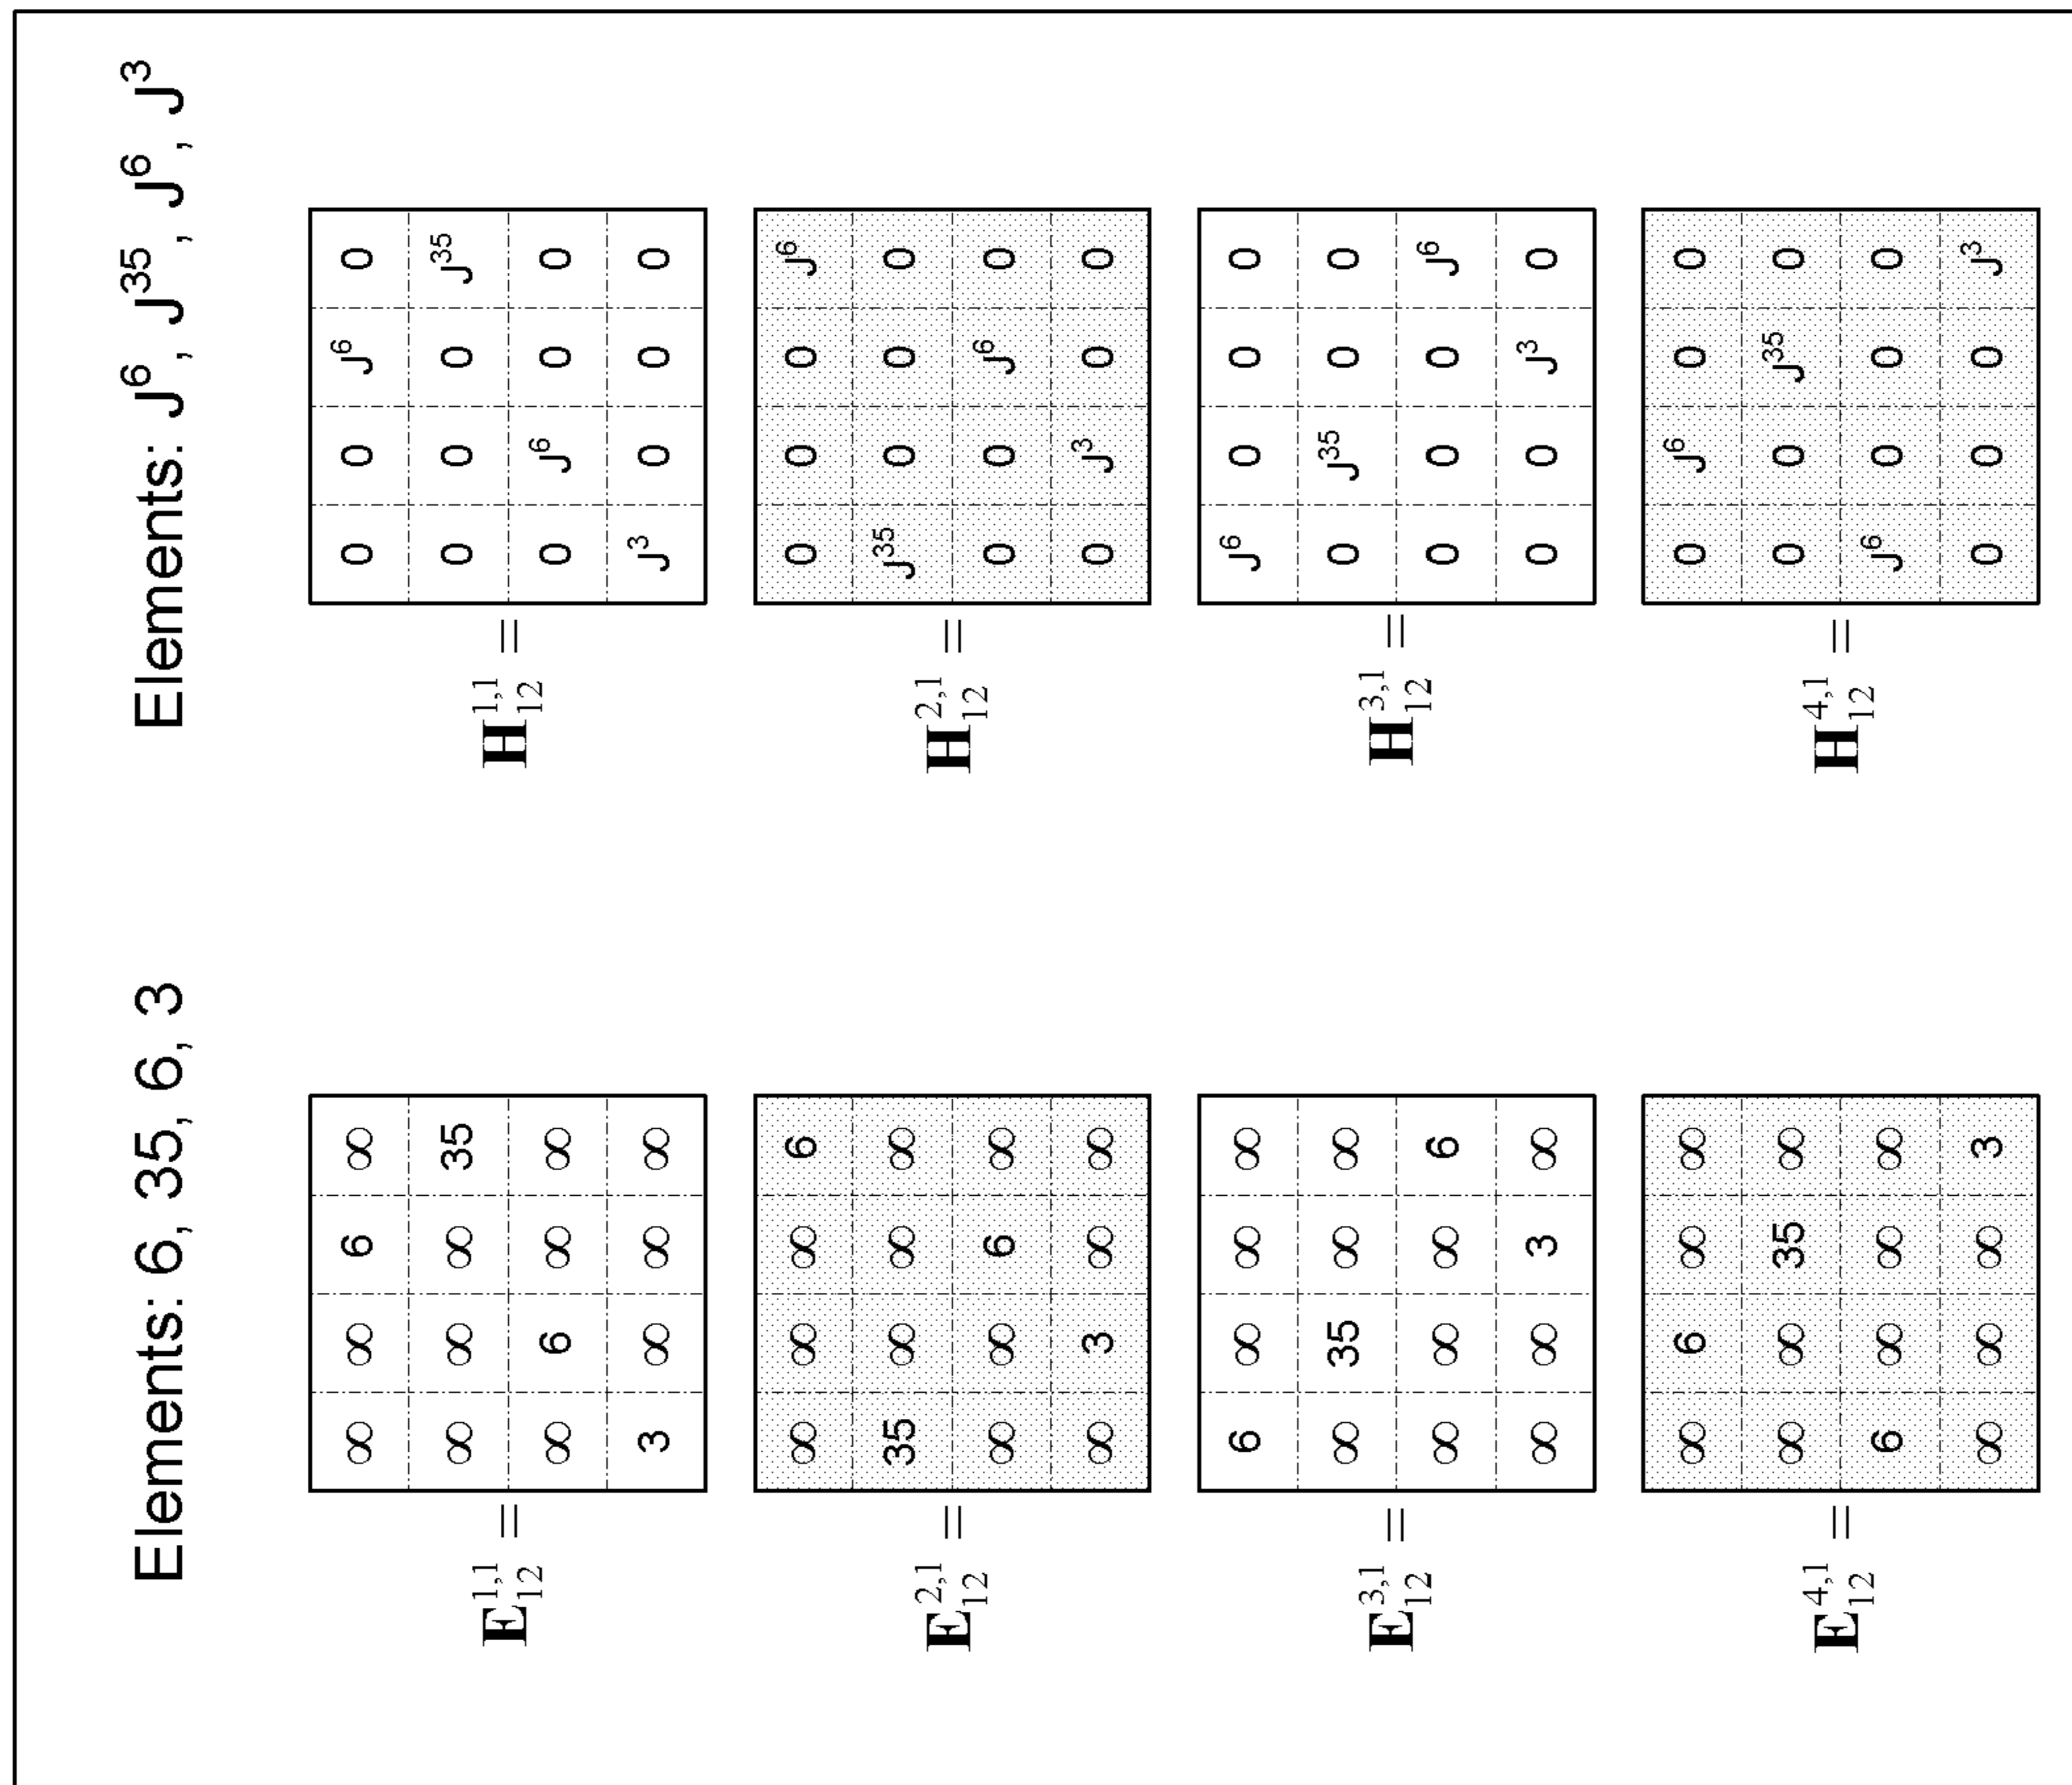 Elements: 6, 35, 6, 3
E₁₂^{1,1} =
∞ ∞ 6 ∞
∞ ∞ ∞ 35
∞ 6 ∞ ∞
3 ∞ ∞ ∞
E₁₂^{2,1} =
∞ ∞ ∞ 6
35 ∞ ∞ ∞
∞ ∞ 6 ∞
∞ 3 ∞ ∞
E₁₂^{3,1} =
6 ∞ ∞ ∞
∞ 35 ∞ ∞
∞ ∞ ∞ 6
∞ ∞ 3 ∞
E₁₂^{4,1} =
∞ 6 ∞ ∞
∞ ∞ 35 ∞
6 ∞ ∞ ∞
∞ ∞ ∞ 3
Elements: J⁶, J³⁵, J⁶, J³
H₁₂^{1,1} =
0 0 J⁶ 0
0 0 0 J³⁵
0 J⁶ 0 0
J³ 0 0 0
H₁₂^{2,1} =
0 0 0 J⁶
J³⁵ 0 0 0
0 0 J⁶ 0
0 J³ 0 0
H₁₂^{3,1} =
J⁶ 0 0 0
0 J³⁵ 0 0
0 0 0 J⁶
0 0 J³ 0
H₁₂^{4,1} =
0 J⁶ 0 0
0 0 J³⁵ 0
J⁶ 0 0 0
0 0 0 J³